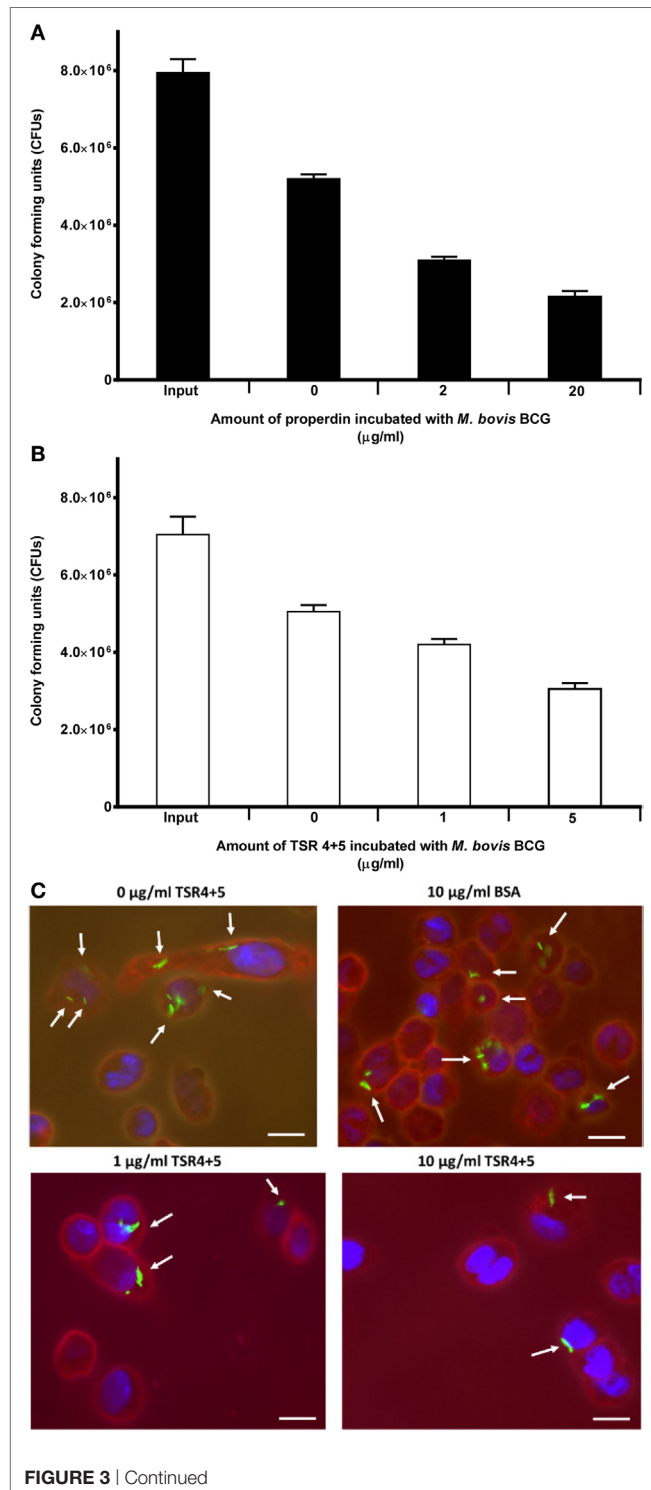 A
8.0×10⁶
6.0×10⁶
4.0×10⁶
2.0×10⁶
0
Colony forming units (CFUs)
Input 0 2 20
Amount of properdin incubated with M. bovis BCG
(μg/ml)
B
8.0×10⁶
6.0×10⁶
4.0×10⁶
2.0×10⁶
0
Colony forming units (CFUs)
Input 0 1 5
Amount of TSR 4+5 incubated with M. bovis BCG
(μg/ml)
C
0 μg/ml TSR4+5 10 μg/ml BSA
1 μg/ml TSR4+5 10 μg/ml TSR4+5
FIGURE 3 | Continued